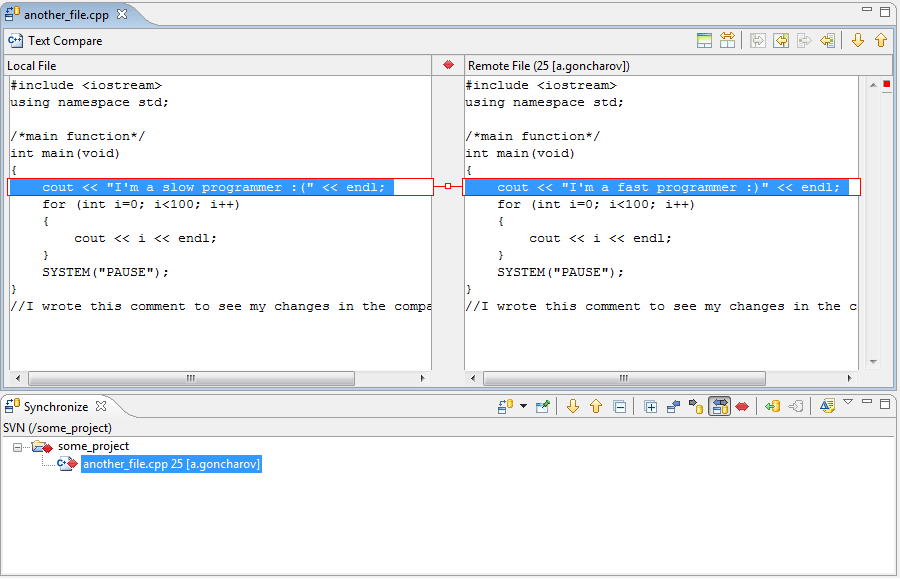 another_file.cpp
Text Compare
Local File
Remote File (25 [a.goncharov])
#include <iostream>
using namespace std;
/*main function*/
int main(void)
{
cout << "I'm a slow programmer :(" << endl;
for (int i=0; i<100; i++)
{
cout << i << endl;
}
SYSTEM("PAUSE");
}
//I wrote this comment to see my changes in the compa
#include <iostream>
using namespace std;
/*main function*/
int main(void)
{
cout << "I'm a fast programmer :)" << endl;
for (int i=0; i<100; i++)
{
cout << i << endl;
}
SYSTEM("PAUSE");
}
//I wrote this comment to see my changes in the c
Synchronize
SVN (/some_project)
some_project
another_file.cpp 25 [a.goncharov]